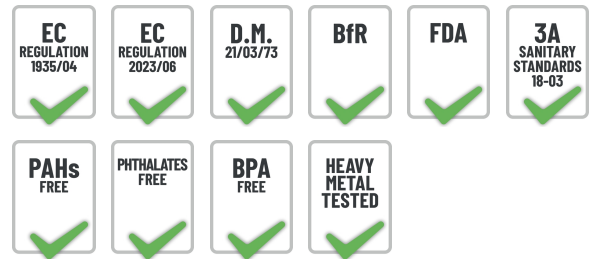 EC
REGULATION
1935/04
EC
REGULATION
2023/06
D.M.
21/03/73
BfR
FDA
3A
SANITARY
STANDARDS
18-03
PAHs
FREE
PHTHALATES
FREE
BPA
FREE
HEAVY
METAL
TESTED